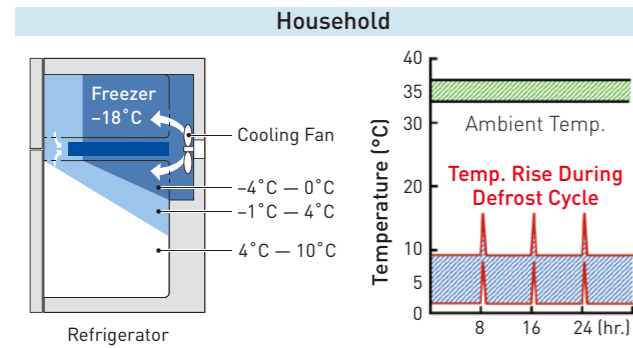 Household
Freezer
–18˚C
Cooling Fan
–4˚C — 0˚C
–1˚C — 4˚C
4˚C — 10˚C
Refrigerator
Temperature (°C)
40
35
30
20
10
5
0
Ambient Temp.
Temp. Rise During
Defrost Cycle
8 16 24 (hr.)